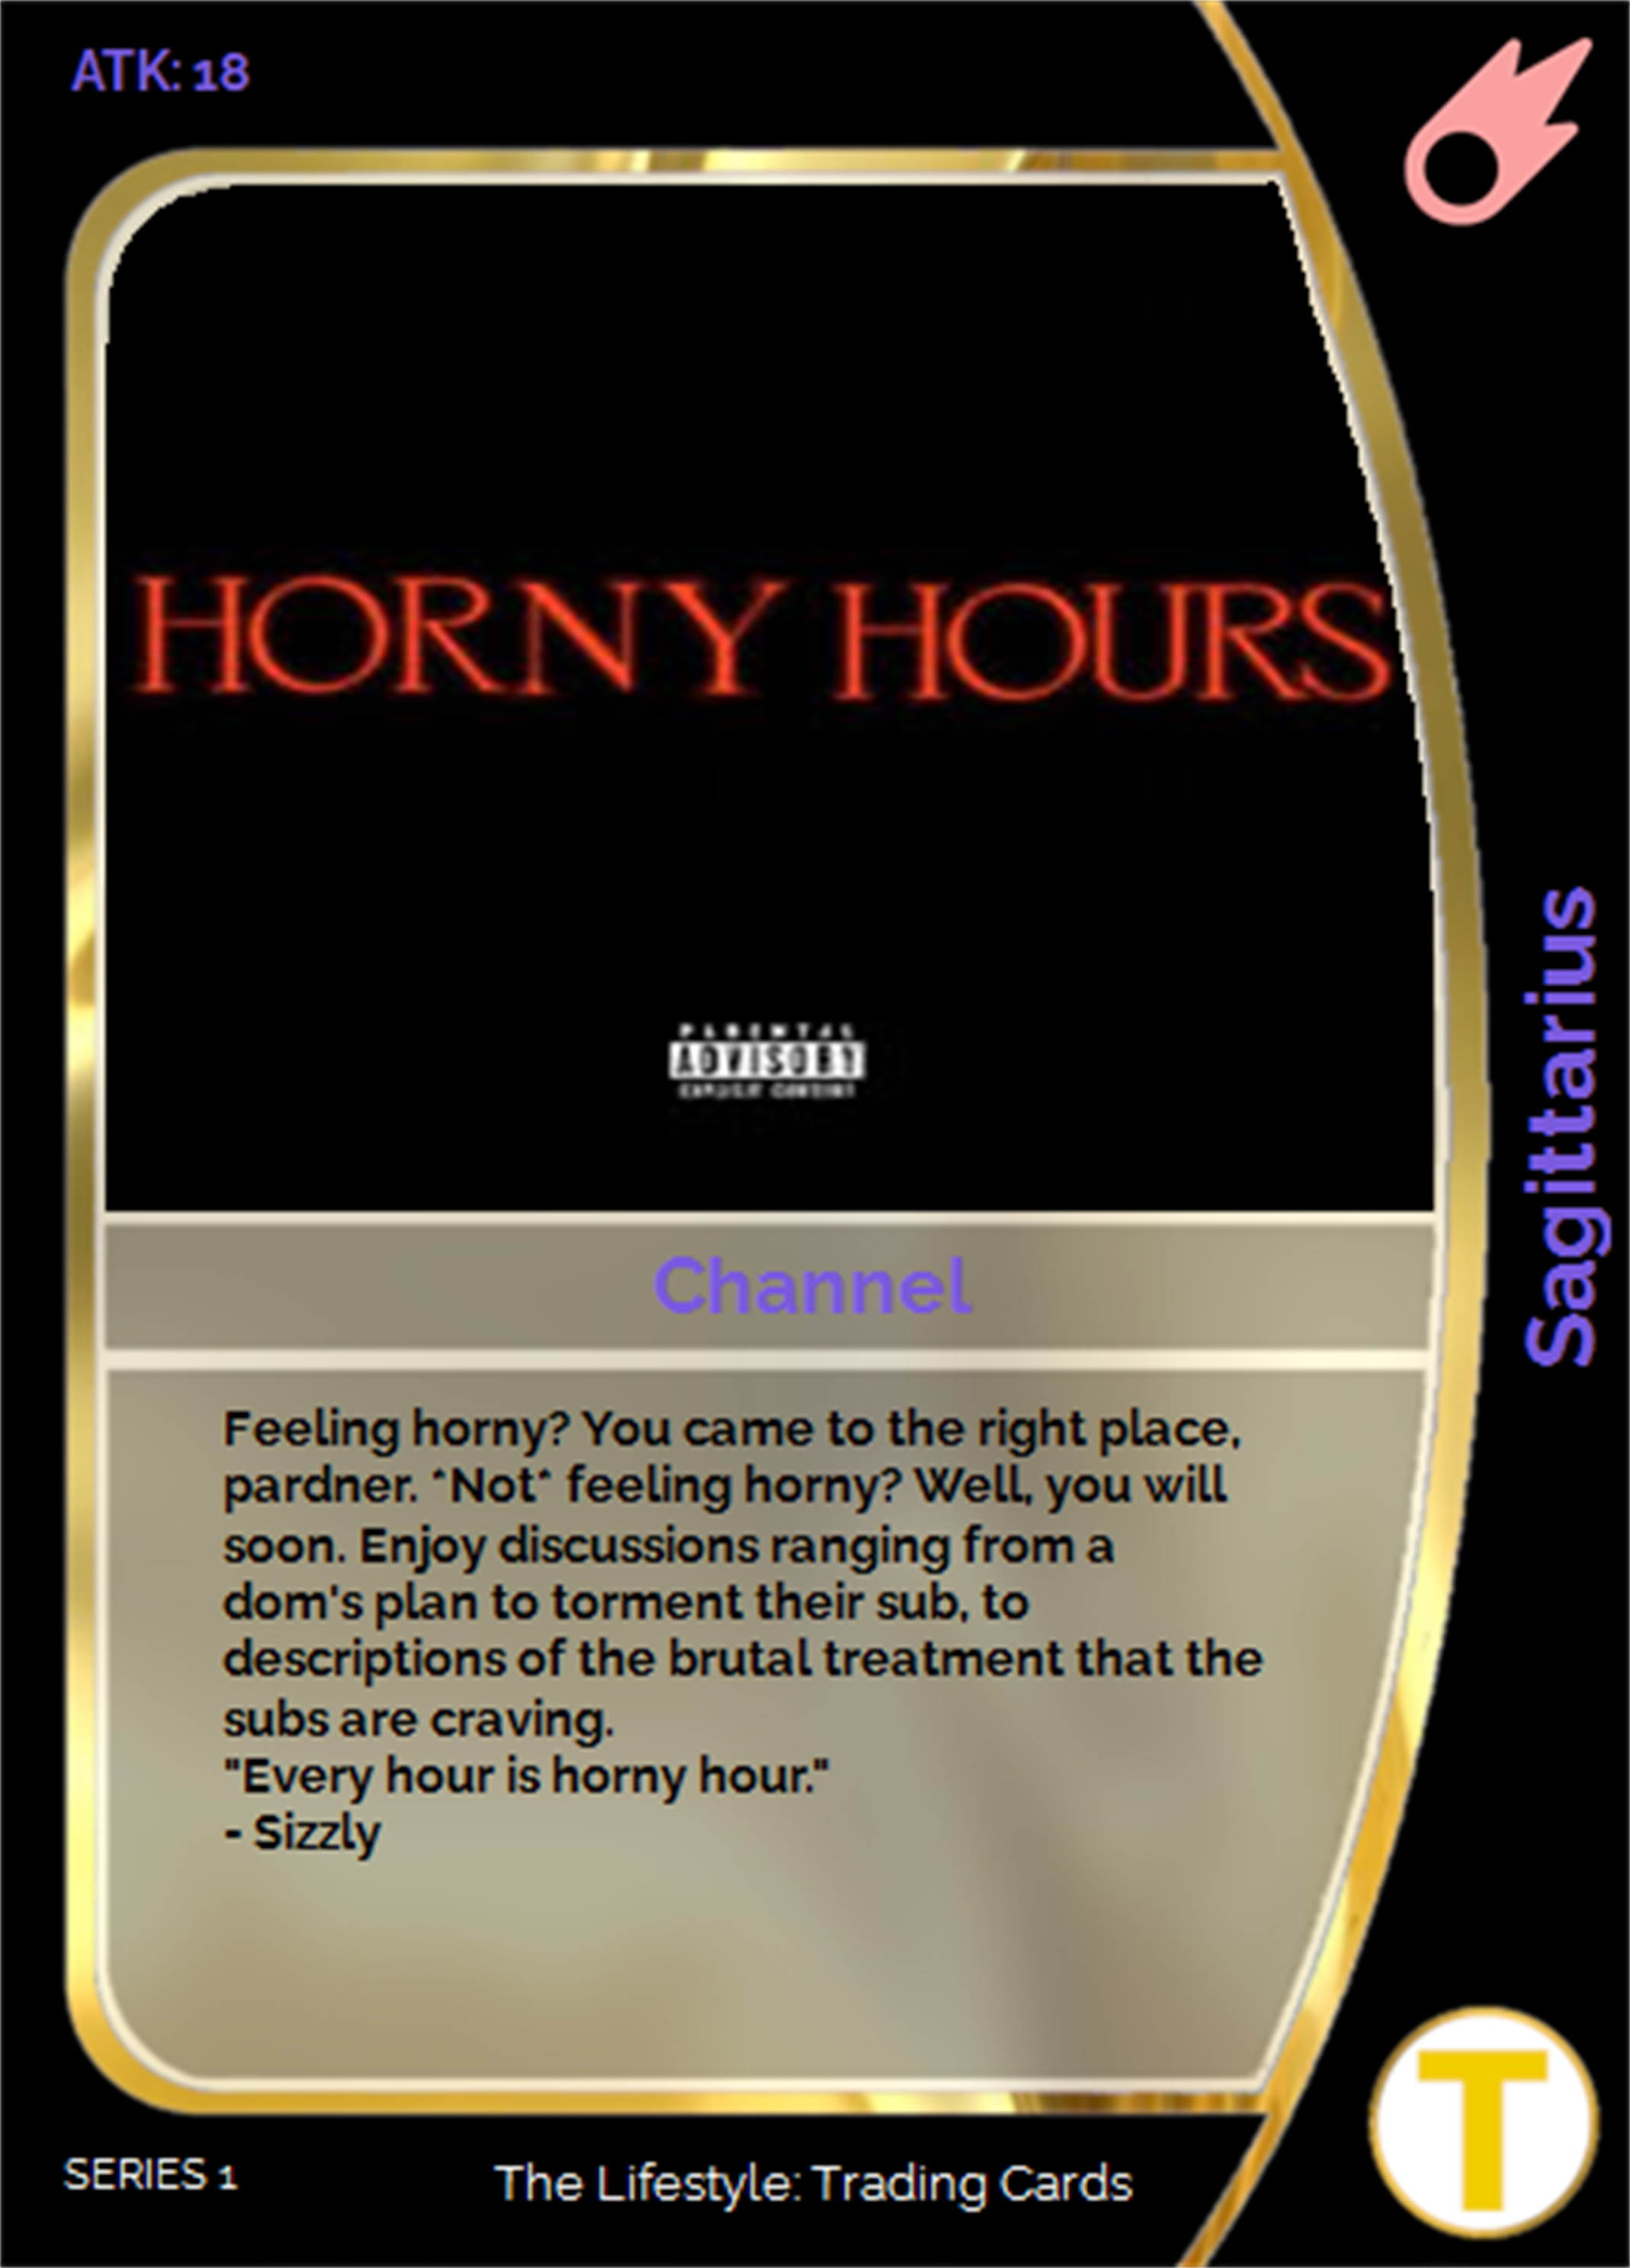 ATK: 18
HORNY HOURS
PARENTAL
ADVISORY
EXPLICIT CONTENT
Channel
Feeling horny? You came to the right place,
pardner. *Not* feeling horny? Well, you will
soon. Enjoy discussions ranging from a
dom's plan to torment their sub, to
descriptions of the brutal treatment that the
subs are craving.
"Every hour is horny hour."
- Sizzly
Sagittarius
SERIES 1
The Lifestyle: Trading Cards
T